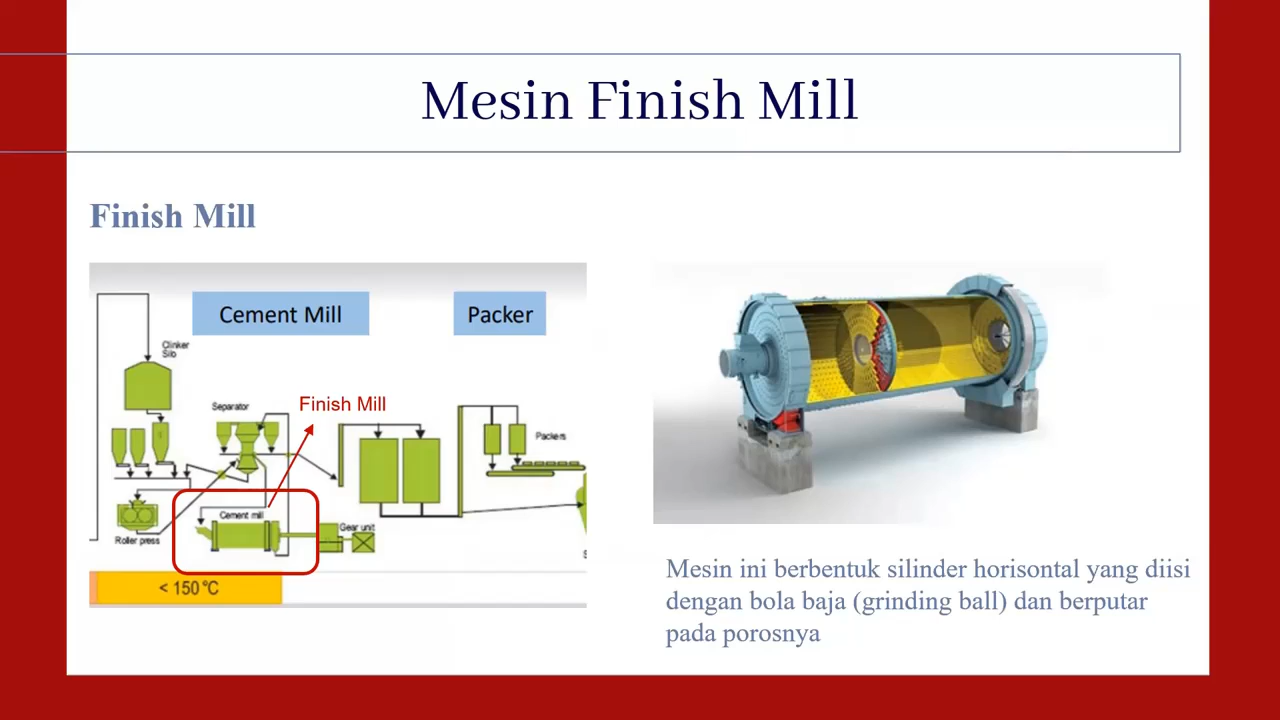 Mesin Finish Mill
Finish Mill
Cement Mill
Packer
Clinker
Silo
Separator
Finish Mill
Packers
Cement mill
Gear unit
Roller press
< 150 °C
Mesin ini berbentuk silinder horisontal yang diisi
dengan bola baja (grinding ball) dan berputar
pada porosnya